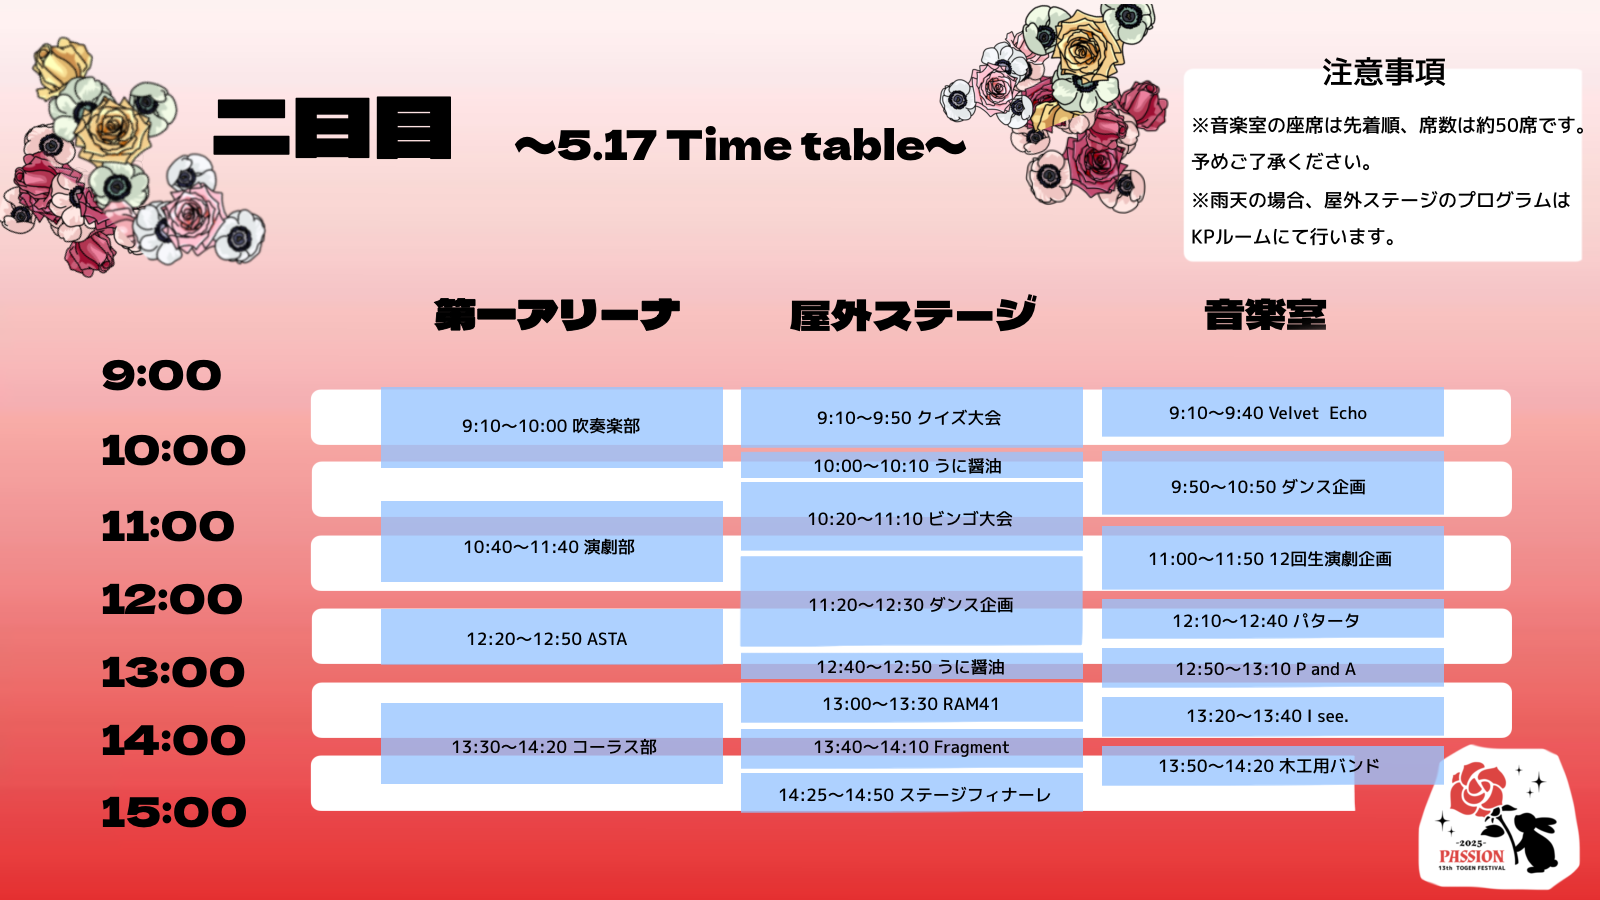 二日目
〜5.17 Time table〜
注意事項
※音楽室の座席は先着順、席数は約50席です。
予めご了承ください。
※雨天の場合、屋外ステージのプログラムは
KPルームにて行います。
第一アリーナ
屋外ステージ
音楽室
9:00
10:00
11:00
12:00
13:00
14:00
15:00
9:10〜10:00 吹奏楽部
10:40〜11:40 演劇部
12:20〜12:50 ASTA
13:30〜14:20 コーラス部
9:10〜9:50 クイズ大会
10:00〜10:10 うに醤油
10:20〜11:10 ビンゴ大会
11:20〜12:30 ダンス企画
12:40〜12:50 うに醤油
13:00〜13:30 RAM41
13:40〜14:10 Fragment
14:25〜14:50 ステージフィナーレ
9:10〜9:40 Velvet Echo
9:50〜10:50 ダンス企画
11:00〜11:50 12回生演劇企画
12:10〜12:40 パタータ
12:50〜13:10 P and A
13:20〜13:40 I see.
13:50〜14:20 木工用バンド
-2025-
PASSION
13th TOGEN FESTIVAL